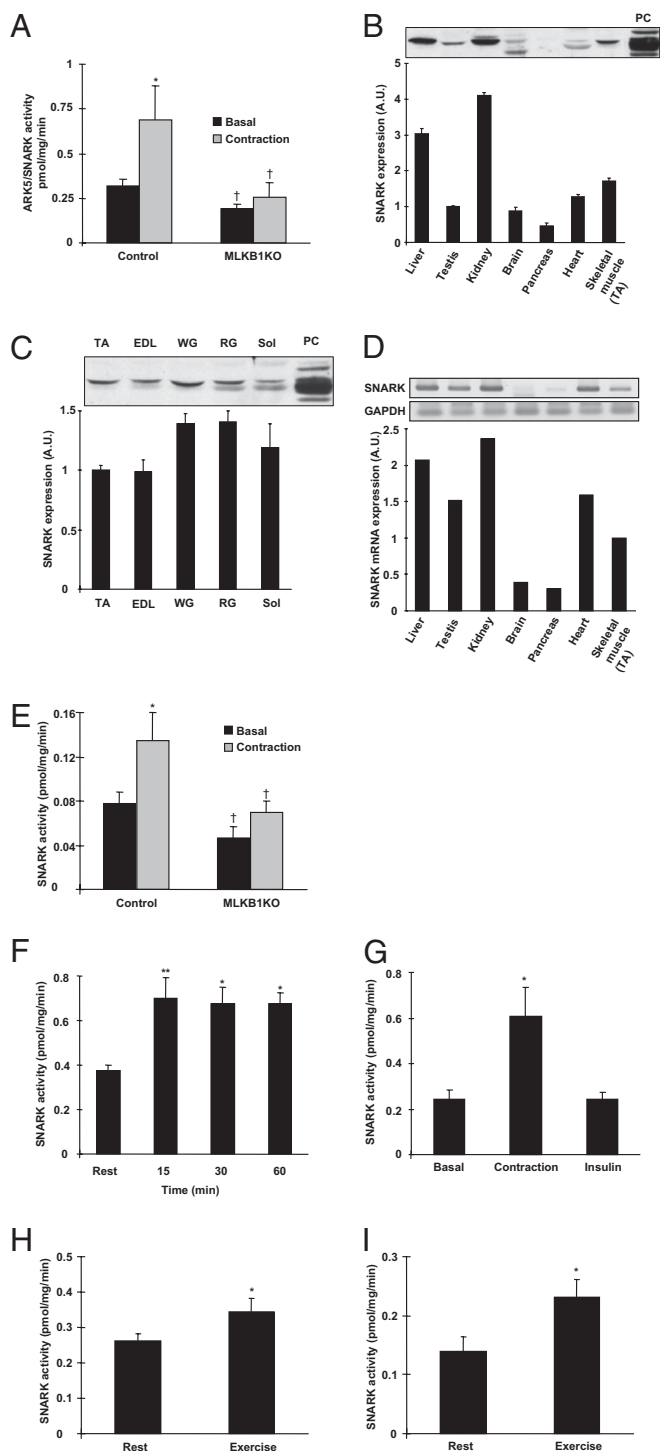 A
ARK5/SNARK activity
pmol/mg/min
1
0.75
0.5
0.25
0
*
†
†
Basal
Contraction
Control
MLKB1KO
B
PC
SNARK expression (A.U.)
5
4
3
2
1
0
Liver
Testis
Kidney
Brain
Pancreas
Heart
Skeletal
muscle (TA)
C
TA EDL WG RG Sol PC
SNARK expression (A.U.)
1.5
1
0.5
0
TA EDL WG RG Sol
D
SNARK
GAPDH
SNARK mRNA expression (A.U.)
2.5
2
1.5
1
0.5
0
Liver
Testis
Kidney
Brain
Pancreas
Heart
Skeletal
muscle (TA)
E
SNARK activity (pmol/mg/min)
0.16
0.12
0.08
0.04
0
*
†
†
Basal
Contraction
Control
MLKB1KO
F
SNARK activity (pmol/mg/min)
0.8
0.6
0.4
0.2
0
**
*
*
Rest 15 30 60
Time (min)
G
SNARK activity (pmol/mg/min)
0.8
0.6
0.4
0.2
0
*
Basal Contraction Insulin
H
SNARK activity (pmol/mg/min)
0.5
0.4
0.3
0.2
0.1
0
*
Rest Exercise
I
SNARK activity (pmol/mg/min)
0.3
0.2
0.1
0
*
Rest Exercise